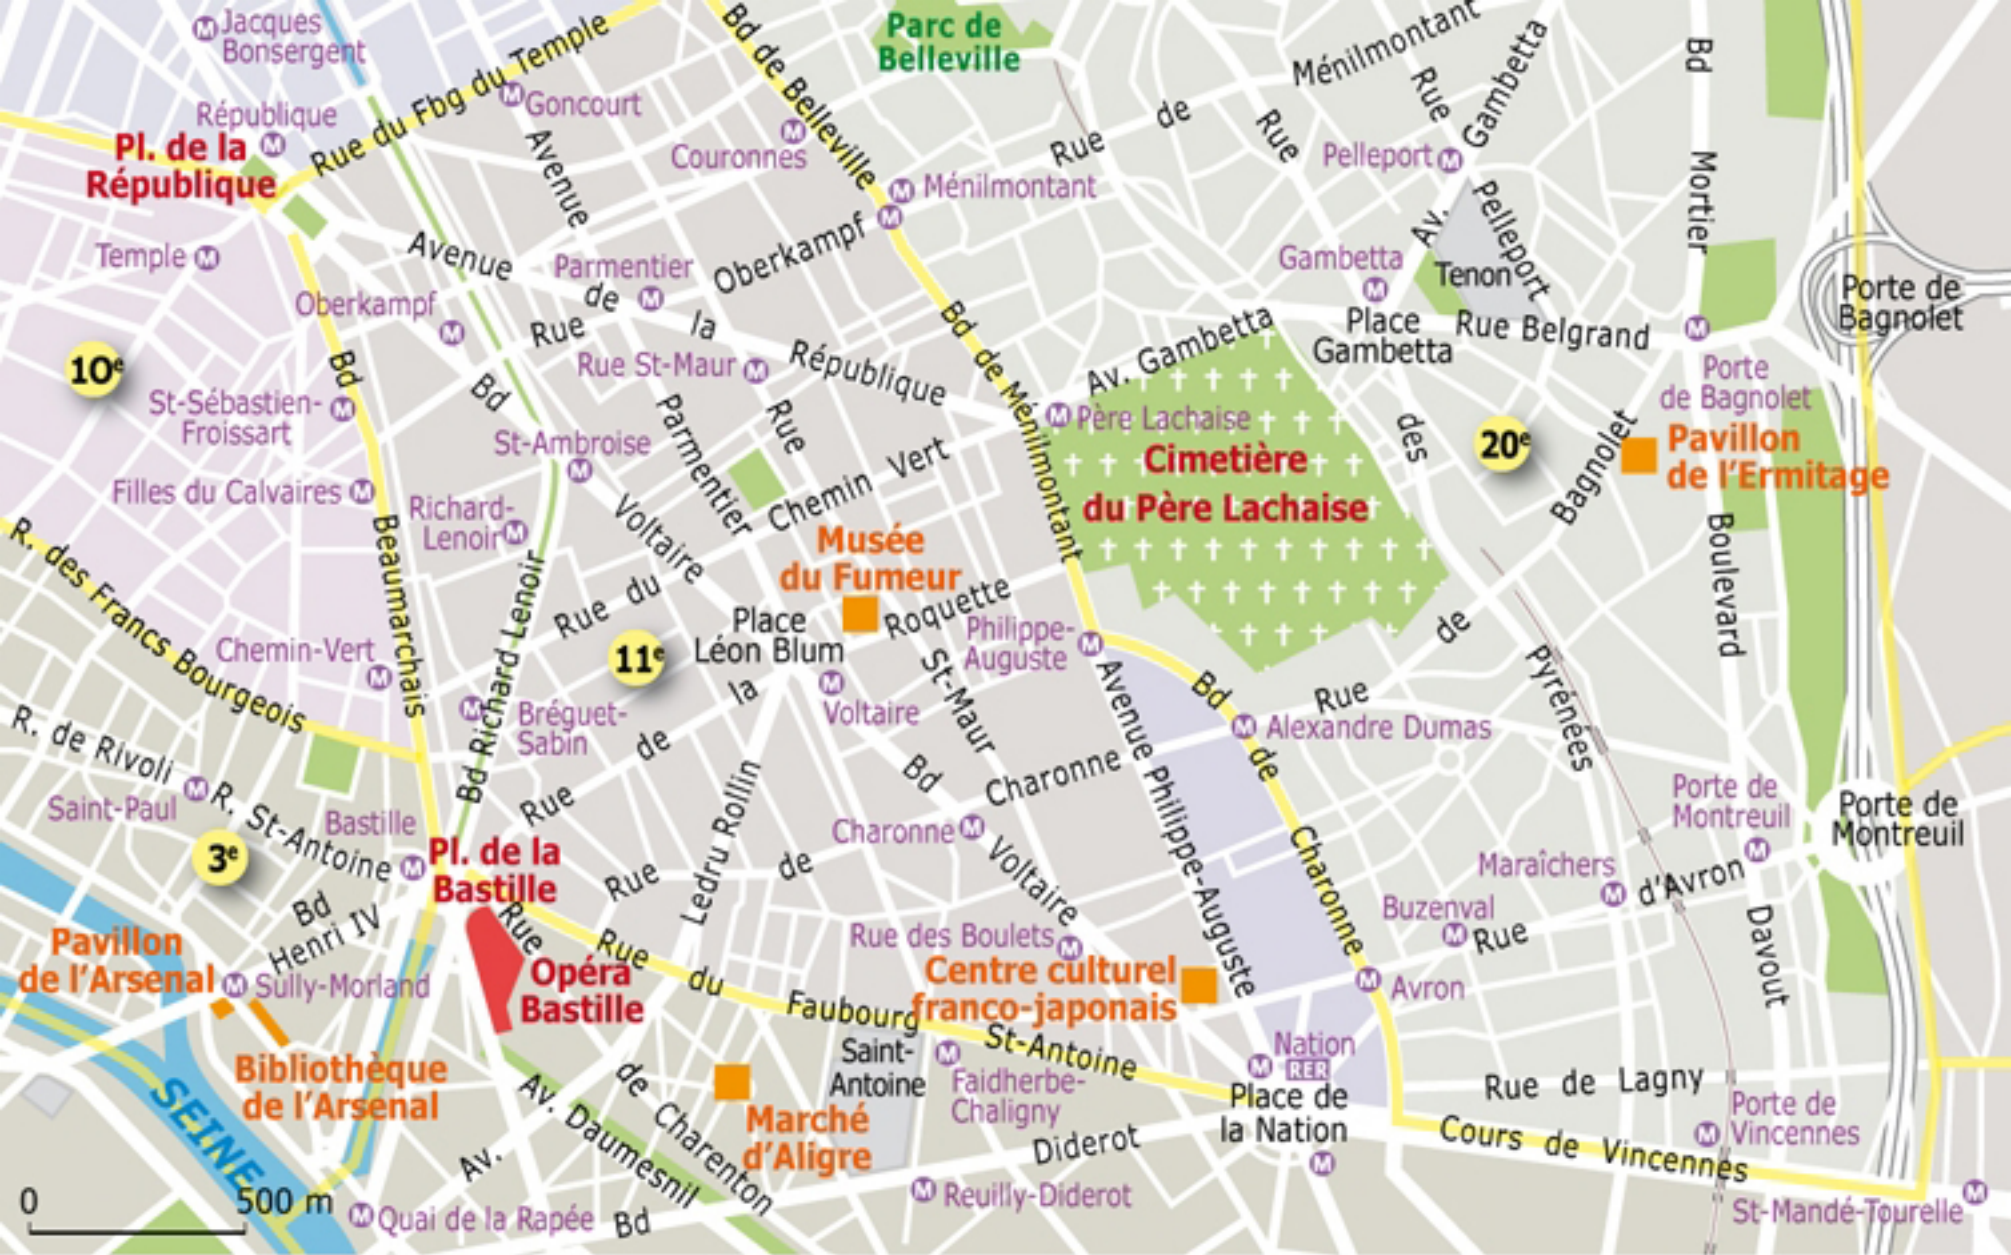 Jacques
Bonsergent
République
Pl. de la
République
Rue du Fbg du Temple
Goncourt
Bd de Belleville
Couronnes
Parc de
Belleville
Ménilmontant
Rue de Ménilmontant
Rue
Rue
Av. Gambetta
Pelleport
Pelleport
Bd Mortier
Temple
Avenue
Parmentier
Avenue de la République
Parmentier
Rue Oberkampf
Oberkampf
Rue St-Maur
Rue
St-Maur
Bd de Ménilmontant
Gambetta
Tenon
Place
Gambetta
Rue Belgrand
Av. Gambetta
Porte de
Bagnolet
Porte
de Bagnolet
10e
St-Sébastien-
Froissart
Bd
Beaumarchais
Bd
Voltaire
St-Ambroise
Père Lachaise
Cimetière
du Père Lachaise
des
Pyrénées
20e
Bagnolet
Pavillon
de l'Ermitage
Filles du Calvaires
Richard-
Lenoir
Rue du
Chemin Vert
Musée
du Fumeur
Boulevard
Davout
R. des Francs Bourgeois
Chemin-Vert
Bd Richard Lenoir
11e
Place
Léon Blum
Roquette
Philippe-
Auguste
Rue de
R. de Rivoli
Bréguet-
Sabin
Rue de la
Voltaire
Avenue Philippe-Auguste
Bd de Charonne
Alexandre Dumas
Saint-Paul
R. St-Antoine
Bastille
Ledru Rollin
Bd
Voltaire
Charonne
Charonne
Porte de
Montreuil
Porte de
Montreuil
3e
Pl. de la
Bastille
Rue de
Maraîchers
d'Avron
Buzenval
Rue
Bd
Henri IV
Pavillon
de l'Arsenal
Sully-Morland
Rue
Opéra
Bastille
Rue du Faubourg St-Antoine
Rue des Boulets
Centre culturel
franco-japonais
Avron
Bibliothèque
de l'Arsenal
SEINE
Saint-
Antoine
Faidherbe-
Chaligny
Nation
RER
Place de
la Nation
Rue de Lagny
Porte de
Vincennes
Cours de Vincennes
Av. Daumesnil
de Charenton
Marché
d'Aligre
Av.
Bd Diderot
Reuilly-Diderot
Quai de la Rapée
St-Mandé-Tourelle
0 500 m